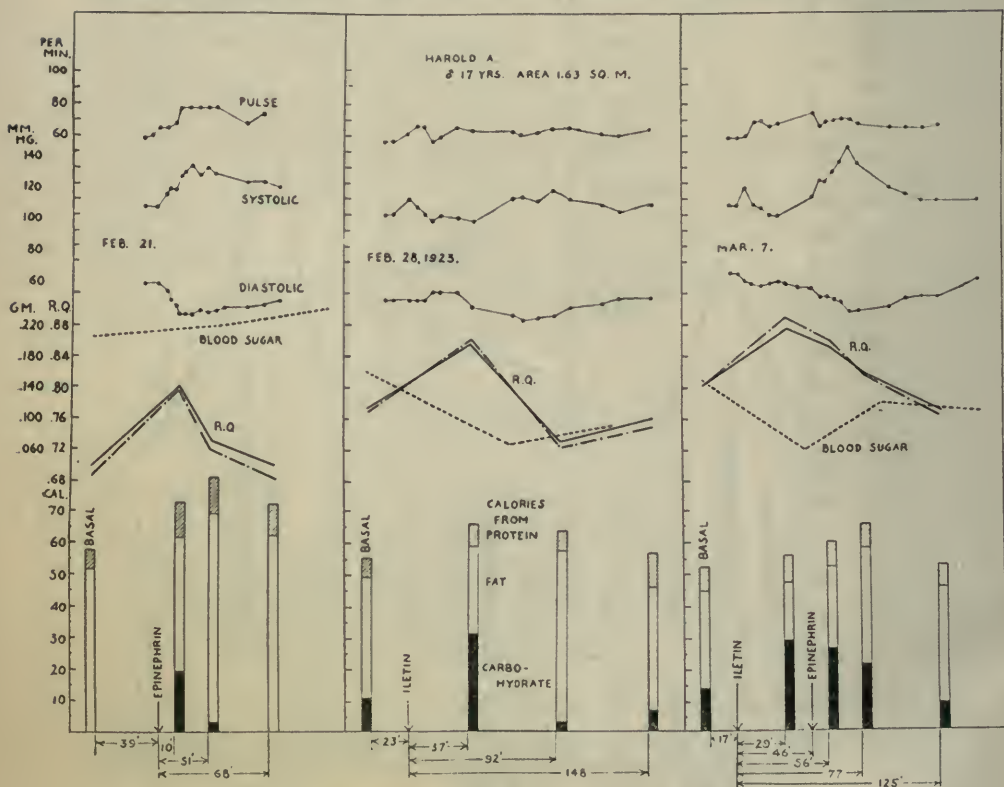 PER
MIN.
100
80
60
MM.
HG.
140
120
100
80
60
GM. R.Q.
.220 .88
.180 .84
.140 .80
.100 .76
.060 .72
.68
CAL.
70
60
50
40
30
20
10
PULSE
SYSTOLIC
FEB. 21.
DIASTOLIC
BLOOD SUGAR
R.Q
BASAL
EPINEPHRIN
39'
10'
51'
68'
HAROLD A.
♂ 17 YRS. AREA 1.63 SQ. M.
FEB. 28, 1923.
R.Q.
BASAL
ILETIN
CALORIES
FROM
PROTEIN
FAT
CARBO-
HYDRATE
23'
37'
92'
148
MAR. 7.
R.Q.
BLOOD SUGAR
BASAL
ILETIN
EPINEPHRIN
17'
29'
46'
56'
77
125'